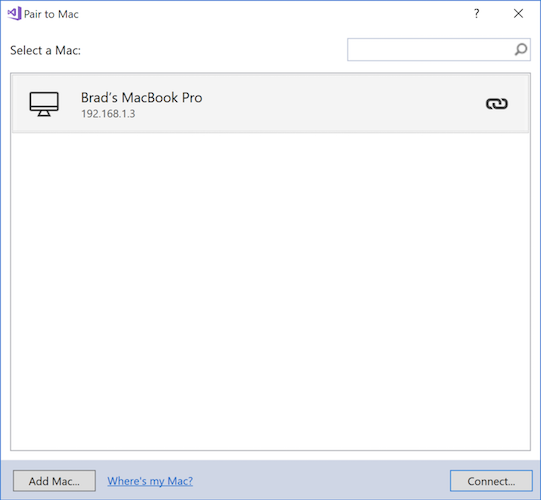 Pair to Mac
?
Select a Mac:
Brad's MacBook Pro
192.168.1.3
Add Mac...
Where's my Mac?
Connect...